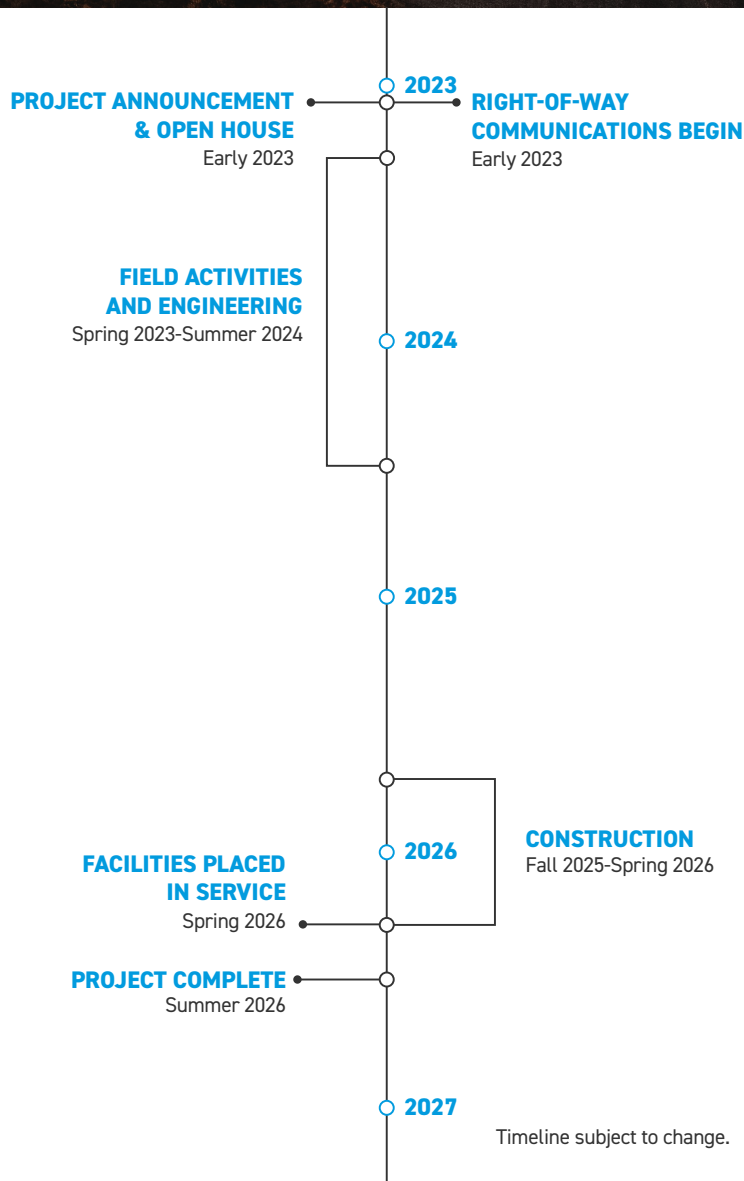 2023
PROJECT ANNOUNCEMENT
& OPEN HOUSE
Early 2023
RIGHT-OF-WAY
COMMUNICATIONS BEGIN
Early 2023
FIELD ACTIVITIES
AND ENGINEERING
Spring 2023-Summer 2024
2024
2025
CONSTRUCTION
Fall 2025-Spring 2026
2026
FACILITIES PLACED
IN SERVICE
Spring 2026
PROJECT COMPLETE
Summer 2026
2027
Timeline subject to change.